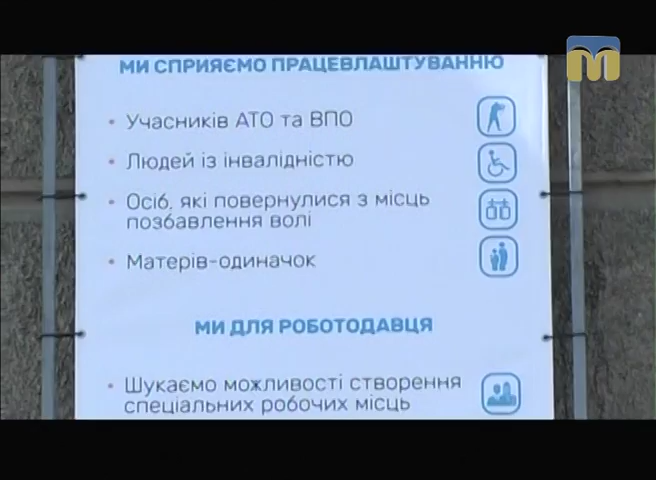 МИ СПРИЯЄМО ПРАЦЕВЛАШТУВАННЮ
• Учасників АТО та ВПО
• Людей із інвалідністю
• Осіб, які повернулися з місць
позбавлення волі
• Матерів-одиначок
МИ ДЛЯ РОБОТОДАВЦЯ
• Шукаємо можливості створення
спеціальних робочих місць